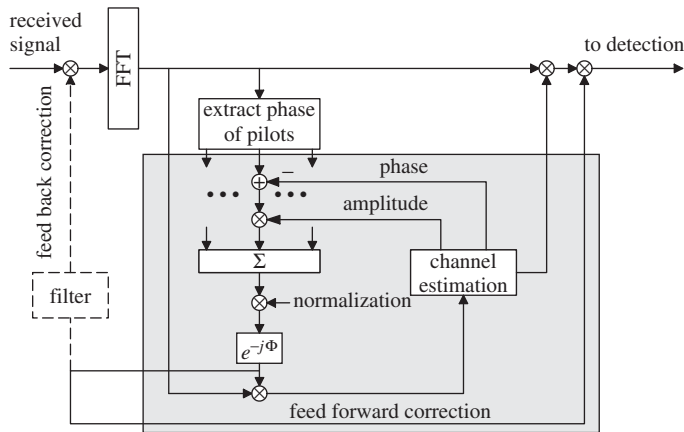 received
signal
to detection
FFT
extract phase
of pilots
feed back correction
−
phase
+
amplitude
Σ
channel
estimation
filter
normalization
e^{−jΦ}
feed forward correction